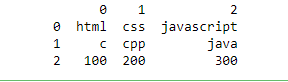 0 1 2
0 html css javascript
1 c cpp java
2 100 200 300